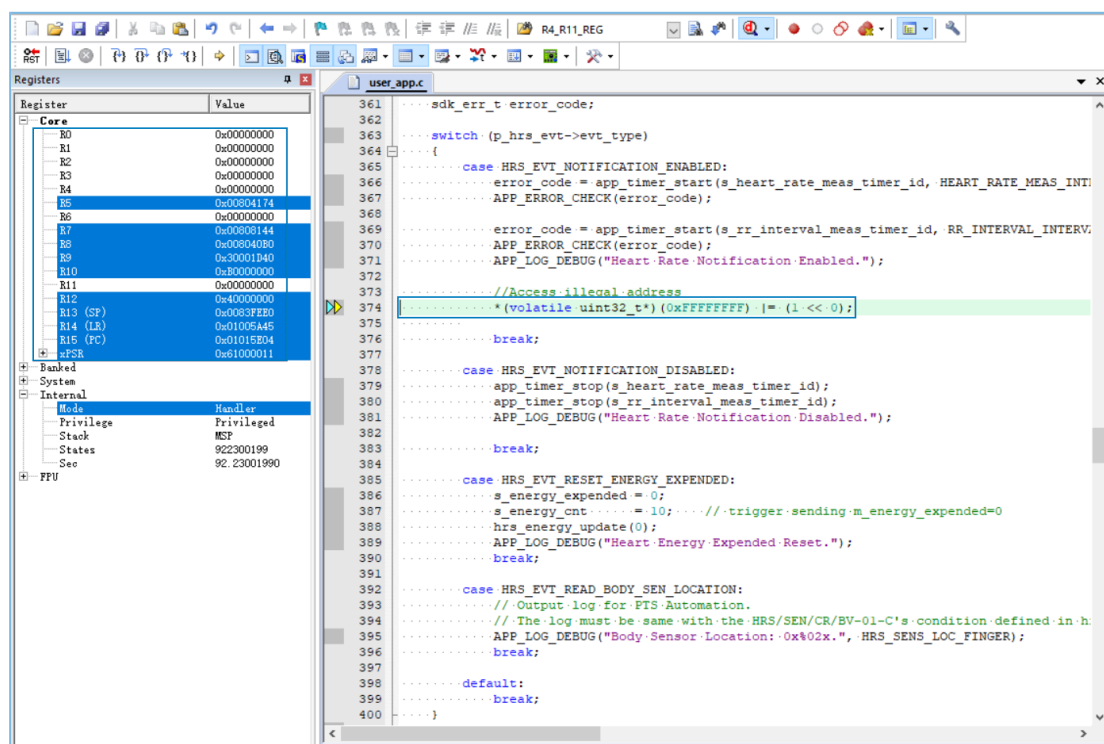 R4_R11_REG
RST
Registers
user_app.c
Register Value
Core
R0 0x00000000
R1 0x00000000
R2 0x00000000
R3 0x00000000
R4 0x00000000
R5 0x00804174
R6 0x00000000
R7 0x00808144
R8 0x008040B0
R9 0x30001D40
R10 0xB0000000
R11 0x00000000
R12 0x40000000
R13 (SP) 0x0083FEE0
R14 (LR) 0x01005A45
R15 (PC) 0x01015E04
xPSR 0x61000011
Banked
System
Internal
Mode Handler
Privilege Privileged
Stack MSP
States 922300199
Sec 92.23001990
FPU
361 sdk_err_t error_code;
362
363 switch (p_hrs_evt->evt_type)
364 {
365 case HRS_EVT_NOTIFICATION_ENABLED:
366 error_code = app_timer_start(s_heart_rate_meas_timer_id, HEART_RATE_MEAS_INT
367 APP_ERROR_CHECK(error_code);
368
369 error_code = app_timer_start(s_rr_interval_meas_timer_id, RR_INTERVAL_INTERV
370 APP_ERROR_CHECK(error_code);
371 APP_LOG_DEBUG("Heart Rate Notification Enabled.");
372
373 //Access illegal address
374 *(volatile uint32_t*)(0xFFFFFFFF) |= (1 << 0);
375
376 break;
377
378 case HRS_EVT_NOTIFICATION_DISABLED:
379 app_timer_stop(s_heart_rate_meas_timer_id);
380 app_timer_stop(s_rr_interval_meas_timer_id);
381 APP_LOG_DEBUG("Heart Rate Notification Disabled.");
382
383 break;
384
385 case HRS_EVT_RESET_ENERGY_EXPENDED:
386 s_energy_expended = 0;
387 s_energy_cnt = 10; // trigger sending m_energy_expended=0
388 hrs_energy_update(0);
389 APP_LOG_DEBUG("Heart Energy Expended Reset.");
390 break;
391
392 case HRS_EVT_READ_BODY_SEN_LOCATION:
393 // Output log for PTS Automation.
394 // The log must be same with the HRS/SEN/CR/BV-01-C's condition defined in h
395 APP_LOG_DEBUG("Body Sensor Location: 0x%02x.", HRS_SENS_LOC_FINGER);
396 break;
397
398 default:
399 break;
400 }